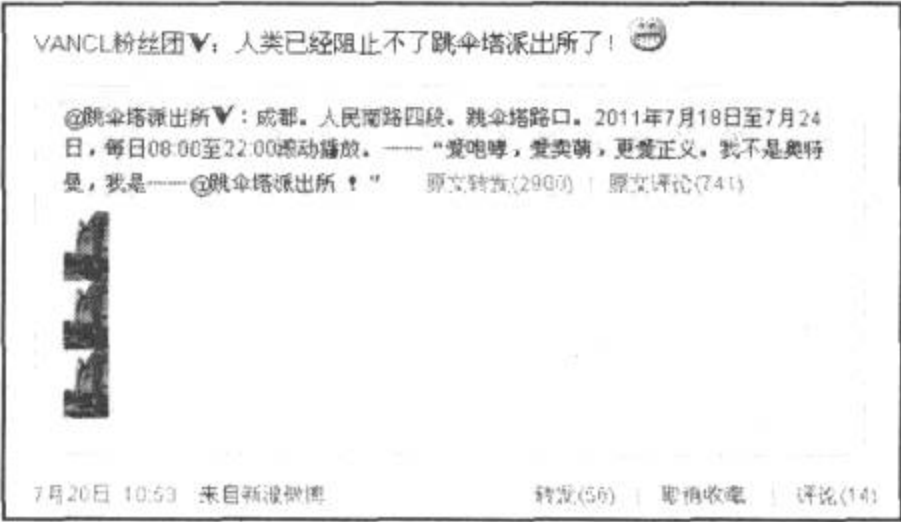 VANCL粉丝团V：人类已经阻止不了跳伞塔派出所了！
@跳伞塔派出所V：成都。人民南路四段。跳伞塔路口。2011年7月18日至7月24
日，每日08:00至22:00滚动播放。——“爱咆哮，爱卖萌，更爱正义。我不是奥特
曼，我是——@跳伞塔派出所！” 原文转发(2900) | 原文评论(741)
7月20日 10:53 来自新浪微博 转发(56) | 取消收藏 | 评论(14)